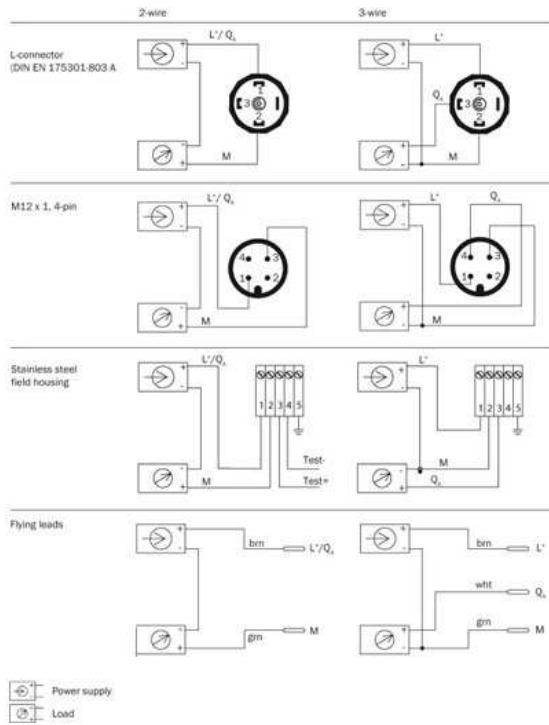 2-wire 3-wire
L-connector
(DIN EN 175301-803 A
L⁺/ Qₐ
+
-
1
3
2
-
+
M
L⁺
+
-
Qₐ
1
3
2
+
-
M
M12 x 1, 4-pin
L⁺/ Qₐ
+
-
4 3
1 2
-
+
M
L⁺ Qₐ
+
-
4 3
1 2
+
-
M
Stainless steel
field housing
L⁺/Qₐ
+
-
1 2 3 4 5
Test-
Test+
-
+
M
L⁺
+
-
1 2 3 4 5
M
Qₐ
-
+
Flying leads
+
-
brn L⁺/Qₐ
-
+
grn M
+
-
brn L⁺
wht Qₐ
+
-
grn M
+
-
Power supply
+
-
Load